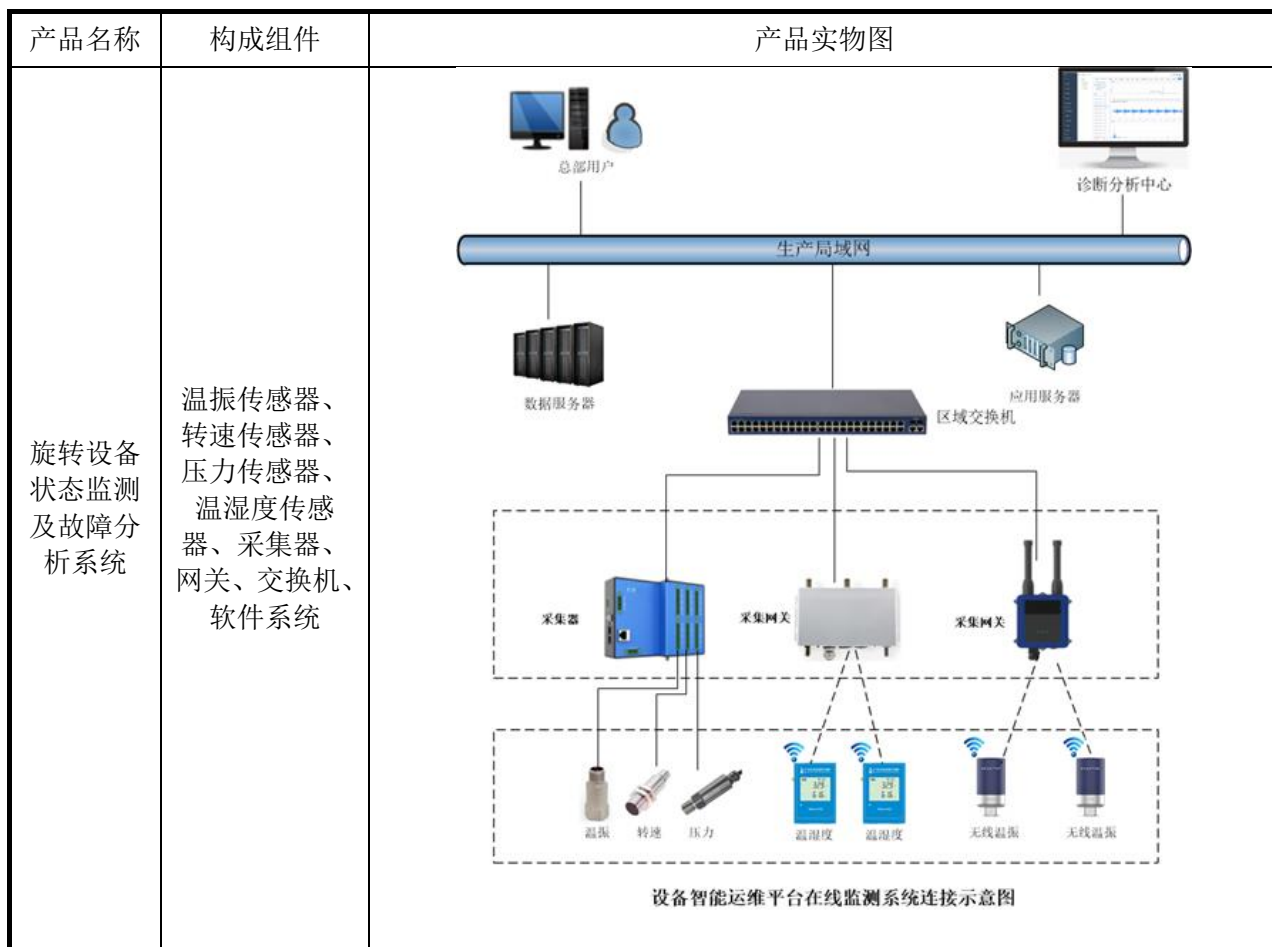 产品名称
构成组件
产品实物图
旋转设备
状态监测
及故障分
析系统
温振传感器、
转速传感器、
压力传感器、
温湿度传感
器、采集器、
网关、交换机、
软件系统
总部用户
诊断分析中心
生产局域网
数据服务器
应用服务器
区域交换机
采集器
采集网关
采集网关
温振
转速
压力
温湿度
温湿度
无线温振
无线温振
设备智能运维平台在线监测系统连接示意图